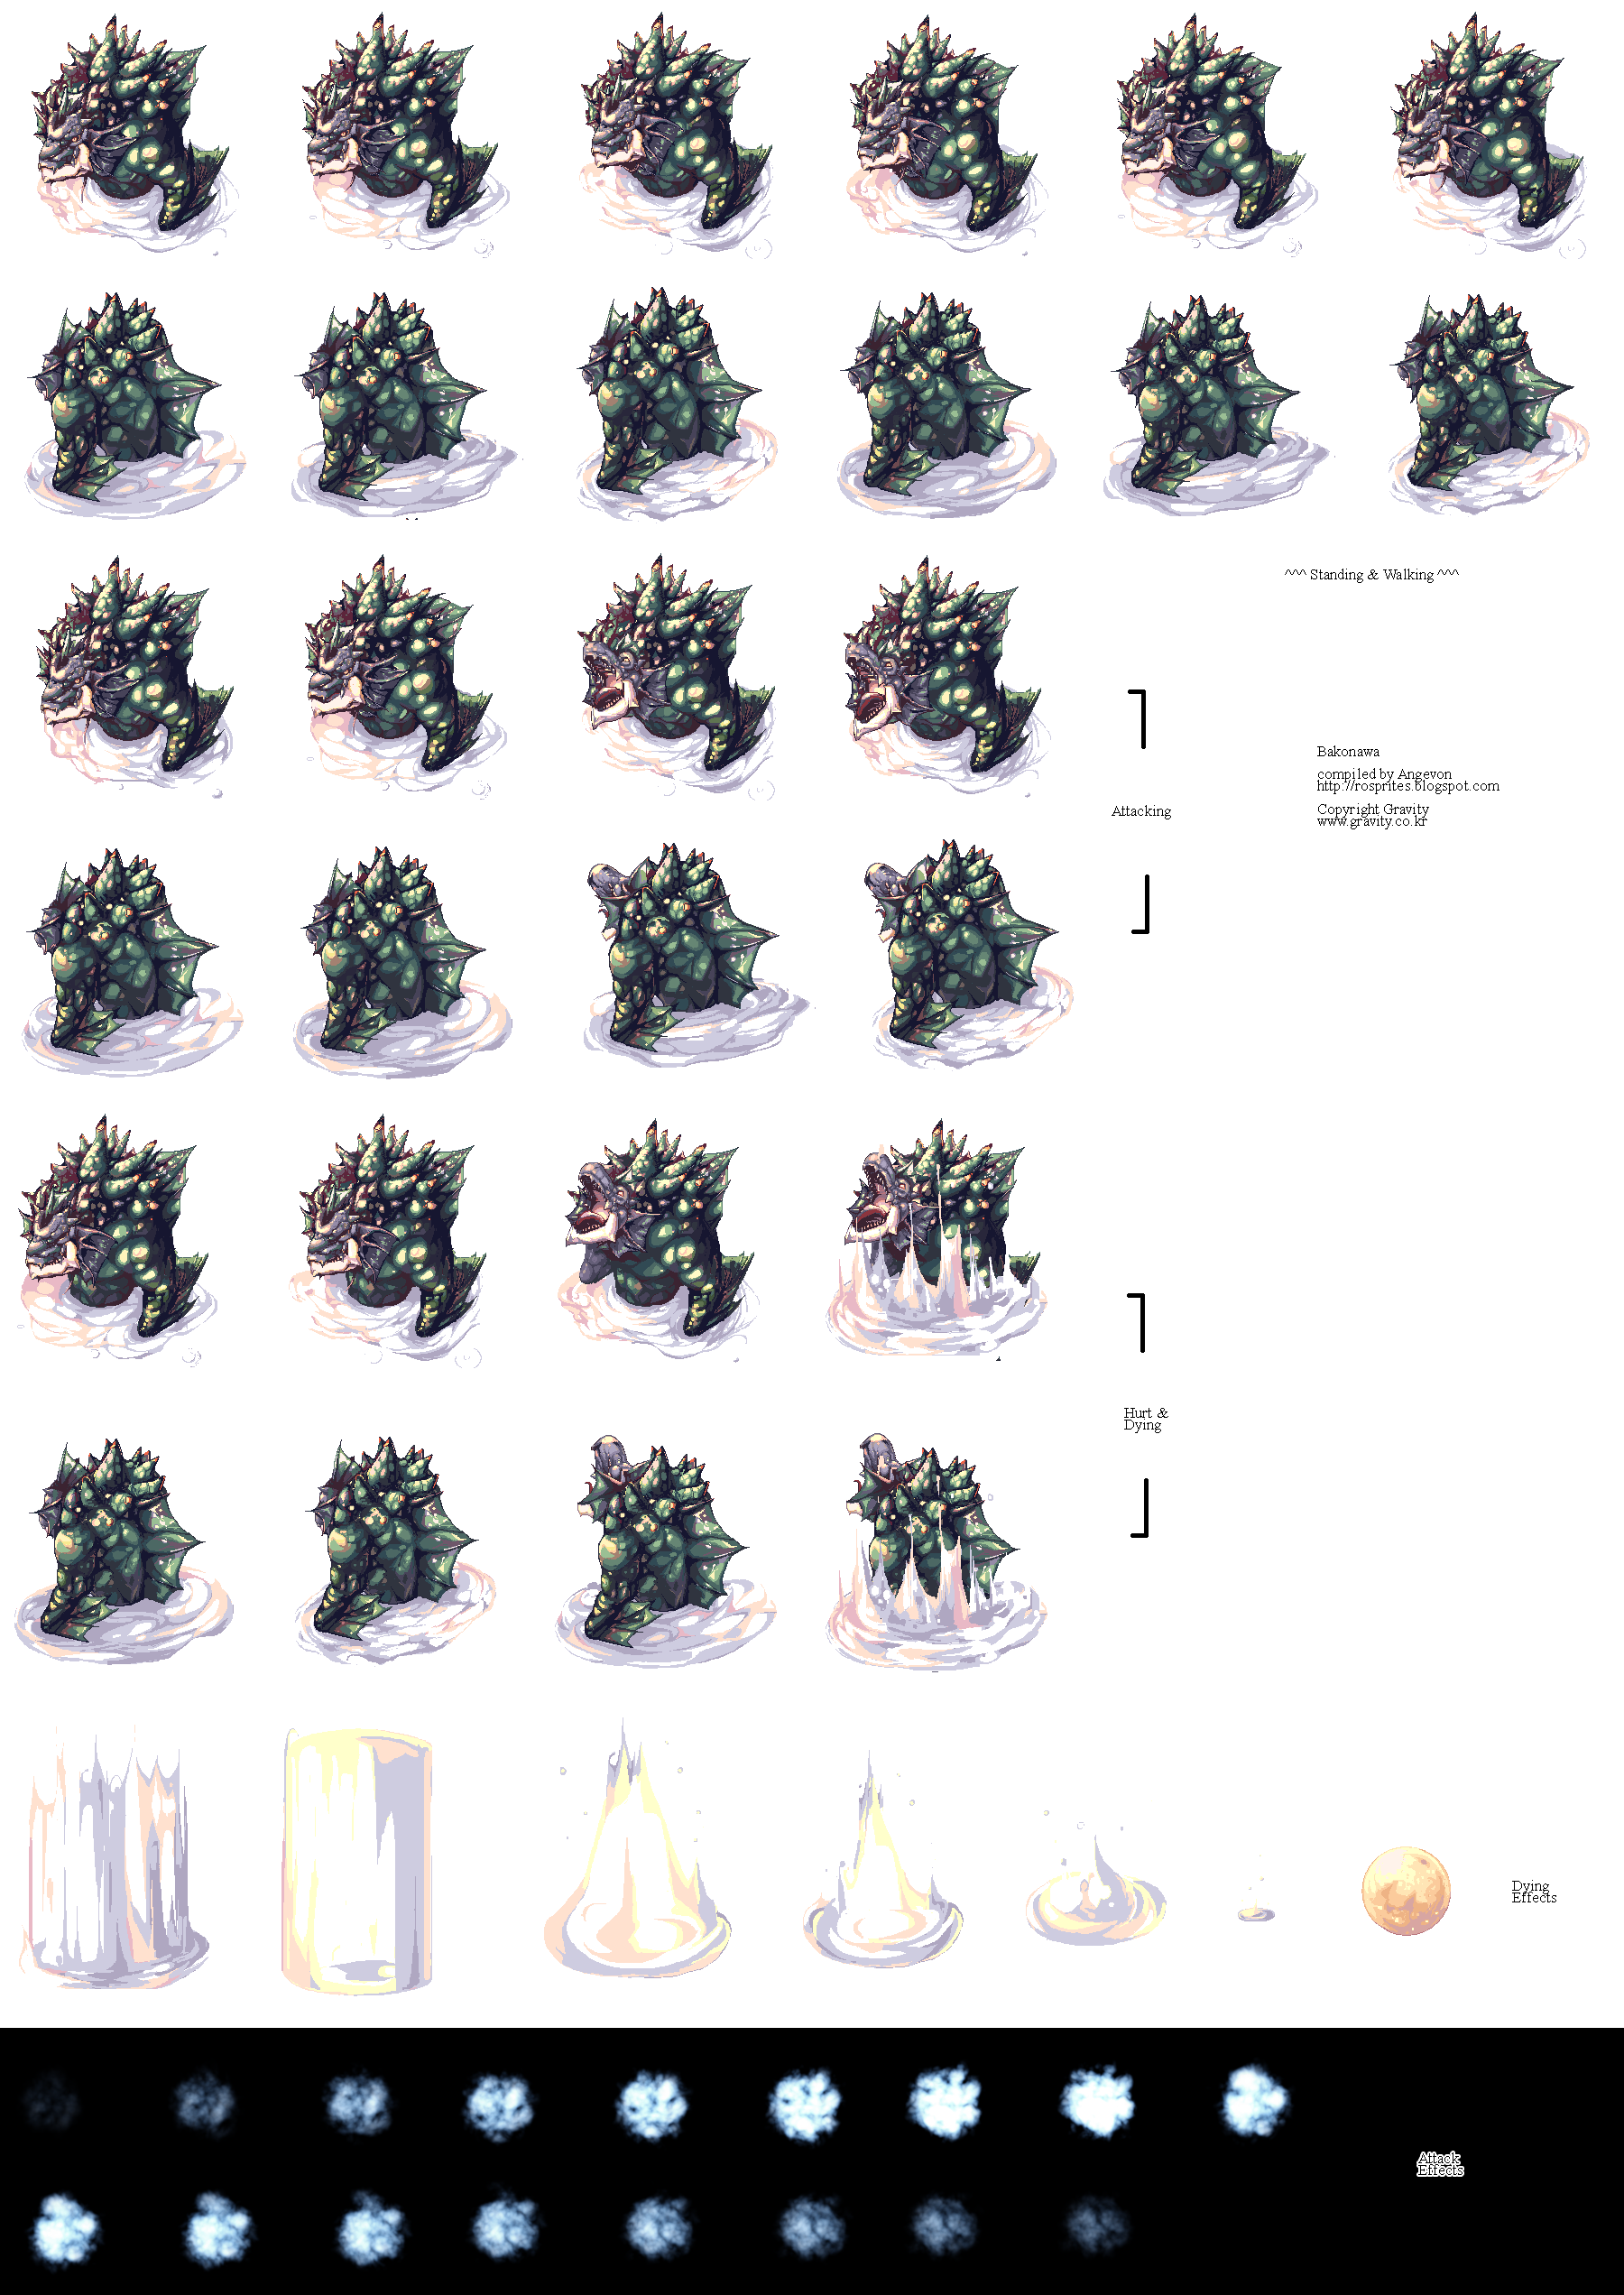 ^^^ Standing & Walking ^^^
Bakonawa
compiled by Angevon
http://rosprites.blogspot.com
Attacking
Copyright Gravity
www.gravity.co.kr
Hurt &
Dying
Dying
Effects
Attack
Effects